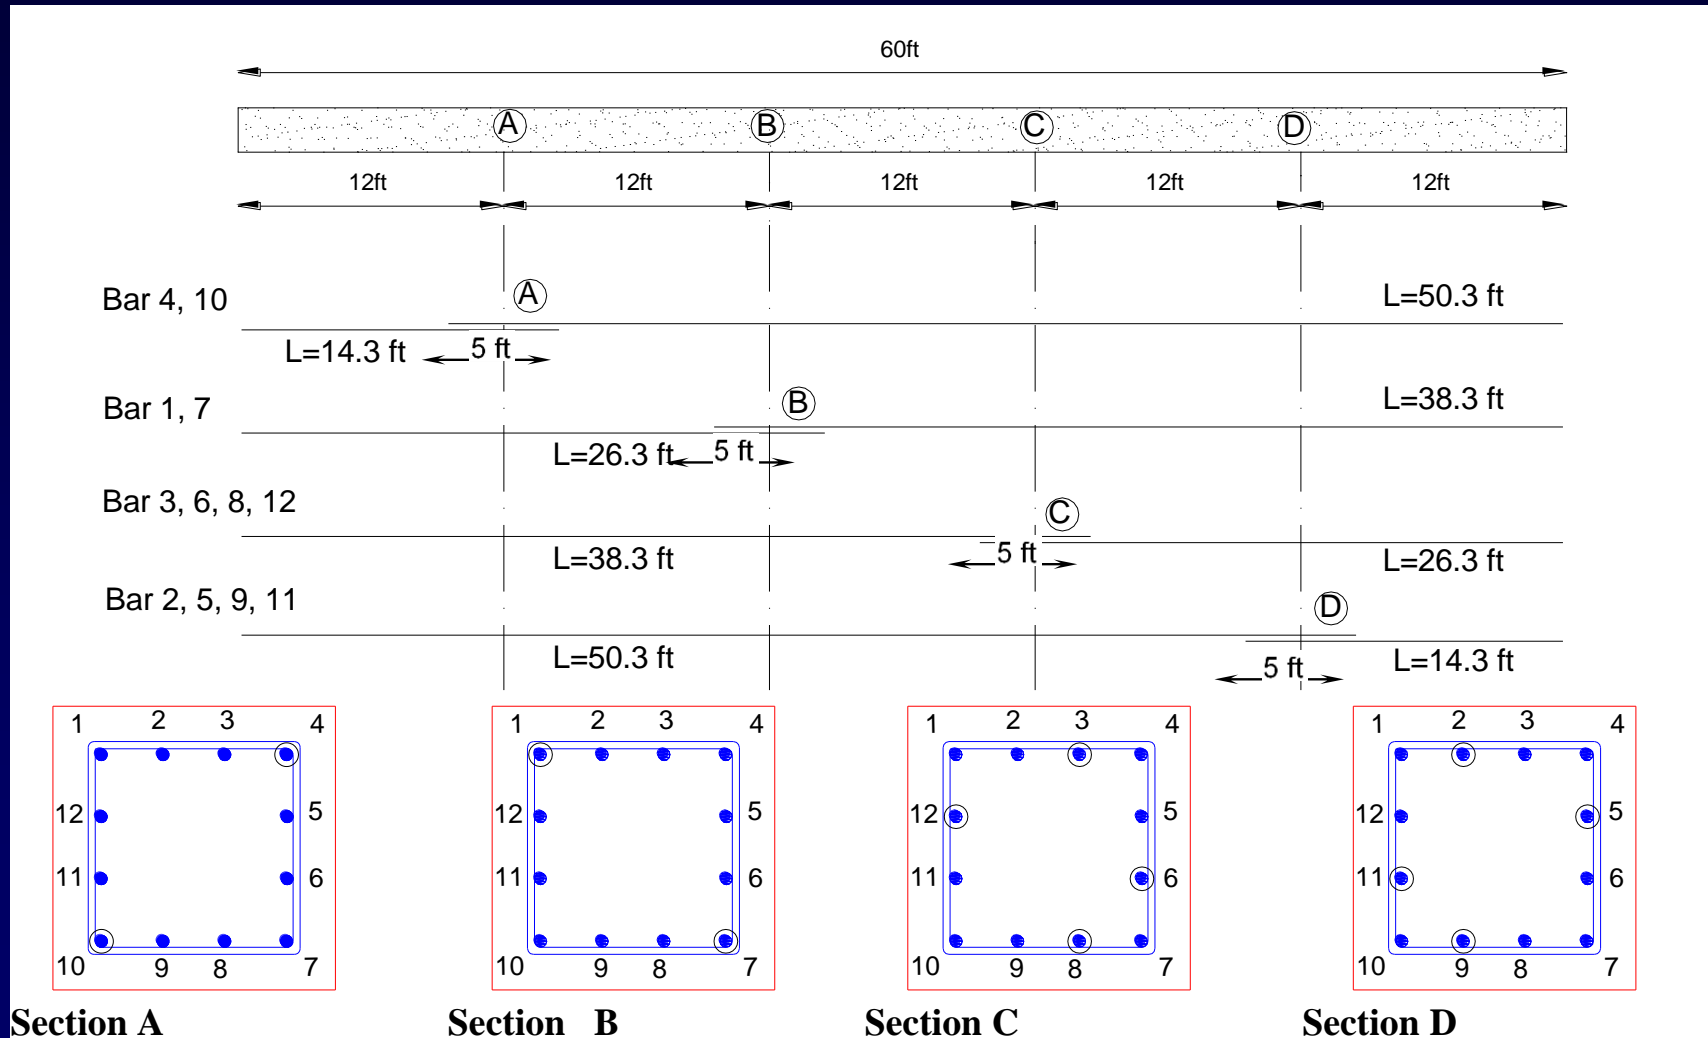 60ft
A B C D
12ft 12ft 12ft 12ft 12ft
Bar 4, 10
A
L=50.3 ft
L=14.3 ft
5 ft
Bar 1, 7
B
L=38.3 ft
L=26.3 ft
5 ft
Bar 3, 6, 8, 12
C
L=38.3 ft
5 ft
L=26.3 ft
Bar 2, 5, 9, 11
D
L=50.3 ft
5 ft
L=14.3 ft
1 2 3 4
12 5
11 6
10 9 8 7
Section A
1 2 3 4
12 5
11 6
10 9 8 7
Section B
1 2 3 4
12 5
11 6
10 9 8 7
Section C
1 2 3 4
12 5
11 6
10 9 8 7
Section D